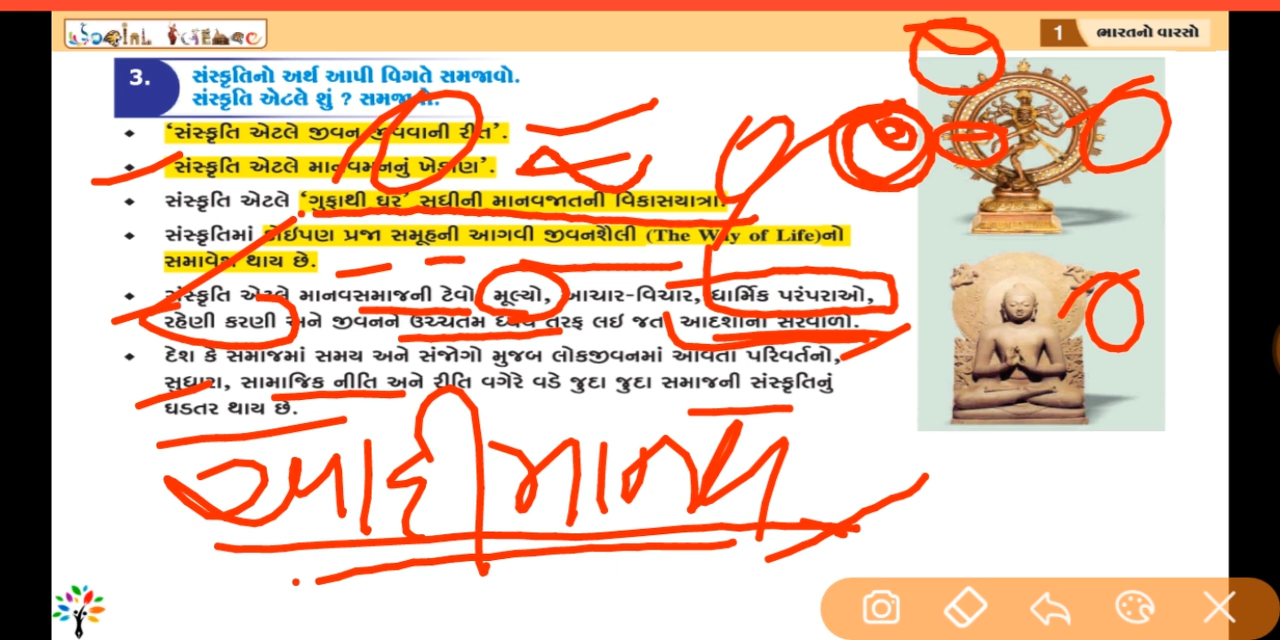 Social Science
1 ભારતનો વારસો
3. સંસ્કૃતિનો અર્થ આપી વિગતે સમજાવો.
સંસ્કૃતિ એટલે શું ? સમજાવો.
• 'સંસ્કૃતિ એટલે જીવન જીવવાની રીત'.
• 'સંસ્કૃતિ એટલે માનવમનનું ખેડાણ'.
• સંસ્કૃતિ એટલે 'ગુફાથી ઘર' સુધીની માનવજાતની વિકાસયાત્રા.
• સંસ્કૃતિમાં કોઈપણ પ્રજા સમૂહની આગવી જીવનશૈલી (The Way of Life)નો
સમાવેશ થાય છે.
• સંસ્કૃતિ એટલે માનવસમાજની ટેવો, મૂલ્યો, આચાર-વિચાર, ધાર્મિક પરંપરાઓ,
રહેણી કરણી અને જીવનને ઉચ્ચતમ ધ્યેય તરફ લઇ જતા આદર્શોનો સરવાળો.
• દેશ કે સમાજમાં સમય અને સંજોગો મુજબ લોકજીવનમાં આવતા પરિવર્તનો,
સુધારા, સામાજિક નીતિ અને રીતિ વગેરે વડે જુદા જુદા સમાજની સંસ્કૃતિનું
ઘડતર થાય છે.
આદીમાનવ